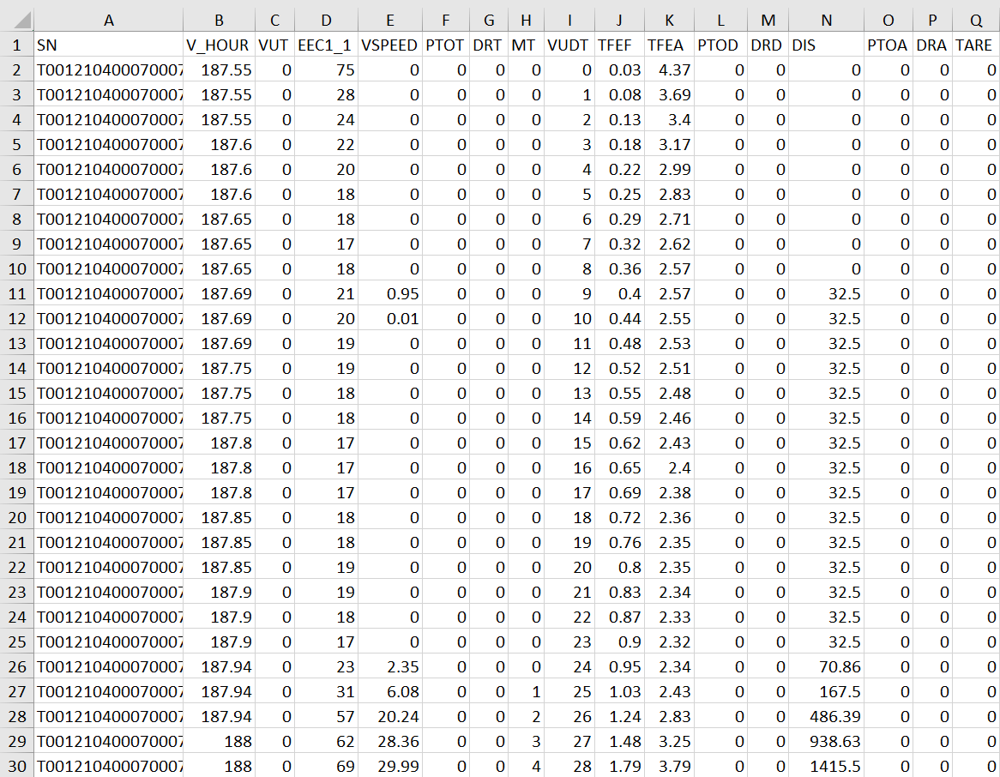 A B C D E F G H I J K L M N O P Q
1 SN V_HOUR VUT EEC1_1 VSPEED PTOT DRT MT VUDT TFEF TFEA PTOD DRD DIS PTOA DRA TARE
2 T001210400070007 187.55 0 75 0 0 0 0 0 0.03 4.37 0 0 0 0 0 0
3 T001210400070007 187.55 0 28 0 0 0 0 1 0.08 3.69 0 0 0 0 0 0
4 T001210400070007 187.55 0 24 0 0 0 0 2 0.13 3.4 0 0 0 0 0 0
5 T001210400070007 187.6 0 22 0 0 0 0 3 0.18 3.17 0 0 0 0 0 0
6 T001210400070007 187.6 0 20 0 0 0 0 4 0.22 2.99 0 0 0 0 0 0
7 T001210400070007 187.6 0 18 0 0 0 0 5 0.25 2.83 0 0 0 0 0 0
8 T001210400070007 187.65 0 18 0 0 0 0 6 0.29 2.71 0 0 0 0 0 0
9 T001210400070007 187.65 0 17 0 0 0 0 7 0.32 2.62 0 0 0 0 0 0
10 T001210400070007 187.65 0 18 0 0 0 0 8 0.36 2.57 0 0 0 0 0 0
11 T001210400070007 187.69 0 21 0.95 0 0 0 9 0.4 2.57 0 0 32.5 0 0 0
12 T001210400070007 187.69 0 20 0.01 0 0 0 10 0.44 2.55 0 0 32.5 0 0 0
13 T001210400070007 187.69 0 19 0 0 0 0 11 0.48 2.53 0 0 32.5 0 0 0
14 T001210400070007 187.75 0 19 0 0 0 0 12 0.52 2.51 0 0 32.5 0 0 0
15 T001210400070007 187.75 0 18 0 0 0 0 13 0.55 2.48 0 0 32.5 0 0 0
16 T001210400070007 187.75 0 18 0 0 0 0 14 0.59 2.46 0 0 32.5 0 0 0
17 T001210400070007 187.8 0 17 0 0 0 0 15 0.62 2.43 0 0 32.5 0 0 0
18 T001210400070007 187.8 0 17 0 0 0 0 16 0.65 2.4 0 0 32.5 0 0 0
19 T001210400070007 187.8 0 17 0 0 0 0 17 0.69 2.38 0 0 32.5 0 0 0
20 T001210400070007 187.85 0 18 0 0 0 0 18 0.72 2.36 0 0 32.5 0 0 0
21 T001210400070007 187.85 0 18 0 0 0 0 19 0.76 2.35 0 0 32.5 0 0 0
22 T001210400070007 187.85 0 19 0 0 0 0 20 0.8 2.35 0 0 32.5 0 0 0
23 T001210400070007 187.9 0 19 0 0 0 0 21 0.83 2.34 0 0 32.5 0 0 0
24 T001210400070007 187.9 0 18 0 0 0 0 22 0.87 2.33 0 0 32.5 0 0 0
25 T001210400070007 187.9 0 17 0 0 0 0 23 0.9 2.32 0 0 32.5 0 0 0
26 T001210400070007 187.94 0 23 2.35 0 0 0 24 0.95 2.34 0 0 70.86 0 0 0
27 T001210400070007 187.94 0 31 6.08 0 0 1 25 1.03 2.43 0 0 167.5 0 0 0
28 T001210400070007 187.94 0 57 20.24 0 0 2 26 1.24 2.83 0 0 486.39 0 0 0
29 T001210400070007 188 0 62 28.36 0 0 3 27 1.48 3.25 0 0 938.63 0 0 0
30 T001210400070007 188 0 69 29.99 0 0 4 28 1.79 3.79 0 0 1415.5 0 0 0